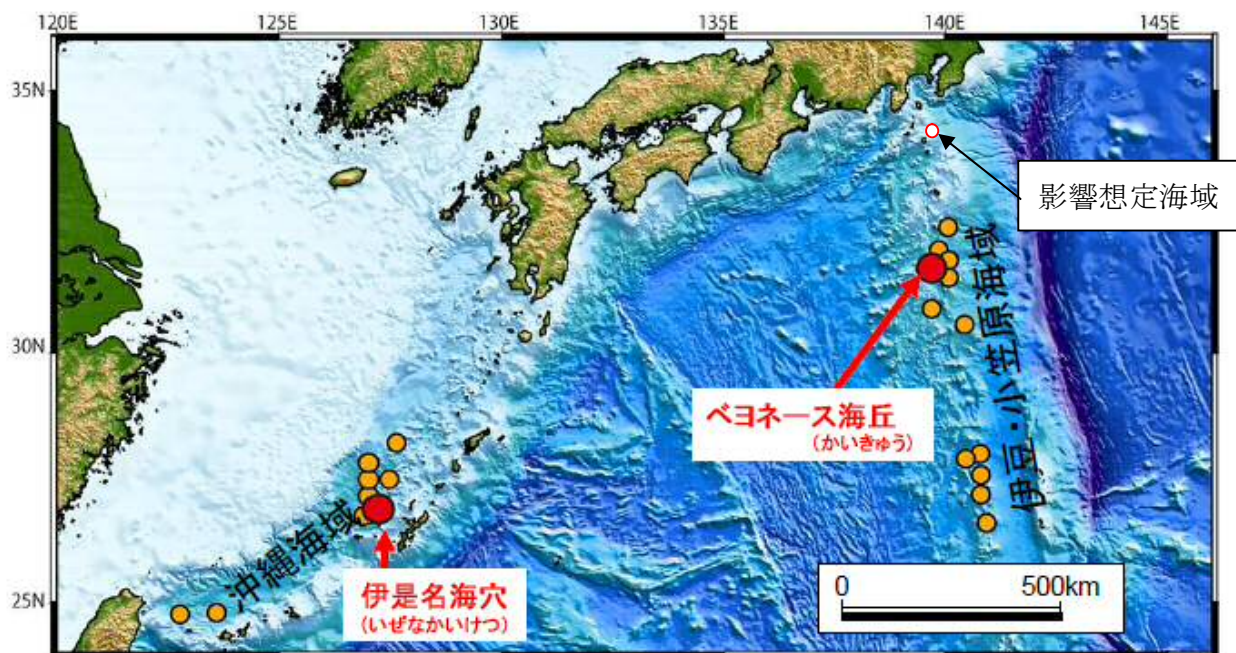 120E
125E
130E
135E
140E
145E
35N
30N
25N
影響想定海域
伊豆・小笠原海域
ベヨネース海丘
(かいきゅう)
沖縄海域
伊是名海穴
(いぜなかいけつ)
0
500km